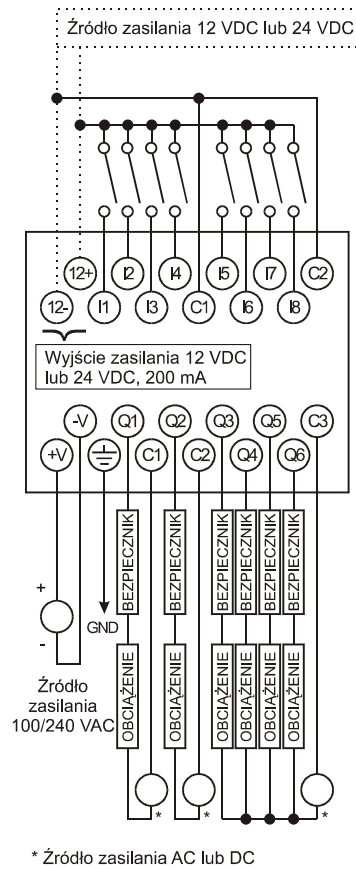 Źródło zasilania 12 VDC lub 24 VDC
12+ I2 I4 I5 I7 C2
12- I1 I3 C1 I6 I8
Wyjście zasilania 12 VDC
lub 24 VDC, 200 mA
-V Q1 Q2 Q3 Q5 C3
+V C1 C2 Q4 Q6
BEZPIECZNIK
BEZPIECZNIK
BEZPIECZNIK
BEZPIECZNIK
BEZPIECZNIK
BEZPIECZNIK
+
-
GND
OBCIĄŻENIE
OBCIĄŻENIE
OBCIĄŻENIE
OBCIĄŻENIE
OBCIĄŻENIE
OBCIĄŻENIE
Źródło
zasilania
100/240 VAC
* * *
* Źródło zasilania AC lub DC